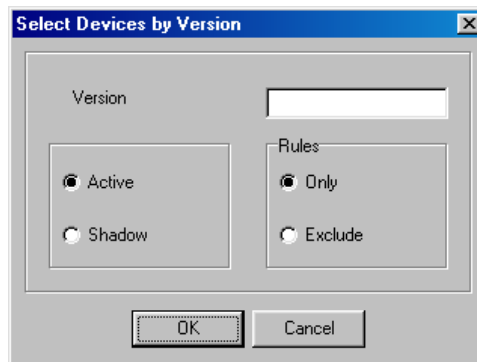 Select Devices by Version
Version
Active
Shadow
Rules
Only
Exclude
OK
Cancel